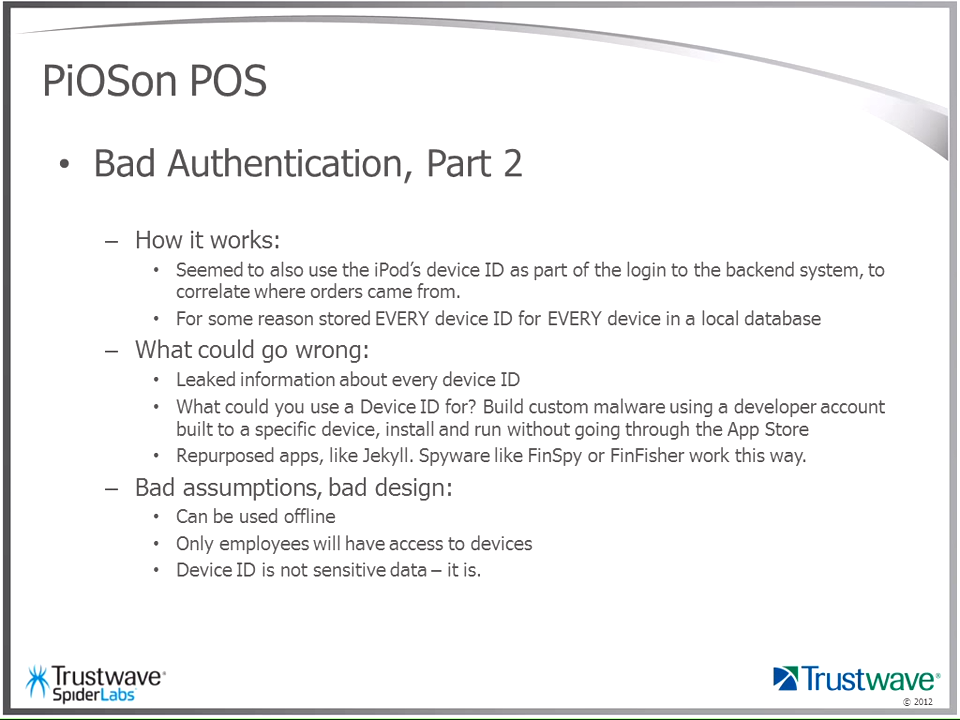 PiOSon POS
• Bad Authentication, Part 2
– How it works:
• Seemed to also use the iPod’s device ID as part of the login to the backend system, to
correlate where orders came from.
• For some reason stored EVERY device ID for EVERY device in a local database
– What could go wrong:
• Leaked information about every device ID
• What could you use a Device ID for? Build custom malware using a developer account
built to a specific device, install and run without going through the App Store
• Repurposed apps, like Jekyll. Spyware like FinSpy or FinFisher work this way.
– Bad assumptions, bad design:
• Can be used offline
• Only employees will have access to devices
• Device ID is not sensitive data – it is.
Trustwave®
SpiderLabs
Trustwave®
© 2012